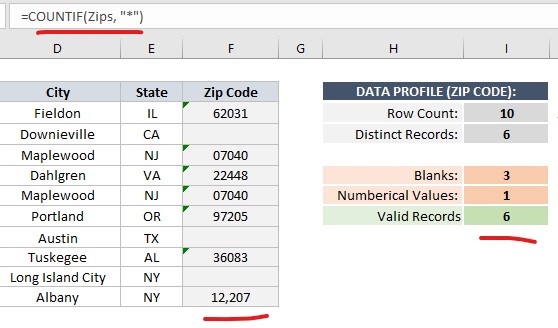 =COUNTIF(Zips, "*")
D E F G H I
City State Zip Code DATA PROFILE (ZIP CODE):
Fieldon IL 62031 Row Count: 10
Downieville CA Distinct Records: 6
Maplewood NJ 07040
Dahlgren VA 22448 Blanks: 3
Maplewood NJ 07040 Numberical Values: 1
Portland OR 97205 Valid Records 6
Austin TX
Tuskegee AL 36083
Long Island City NY
Albany NY 12,207